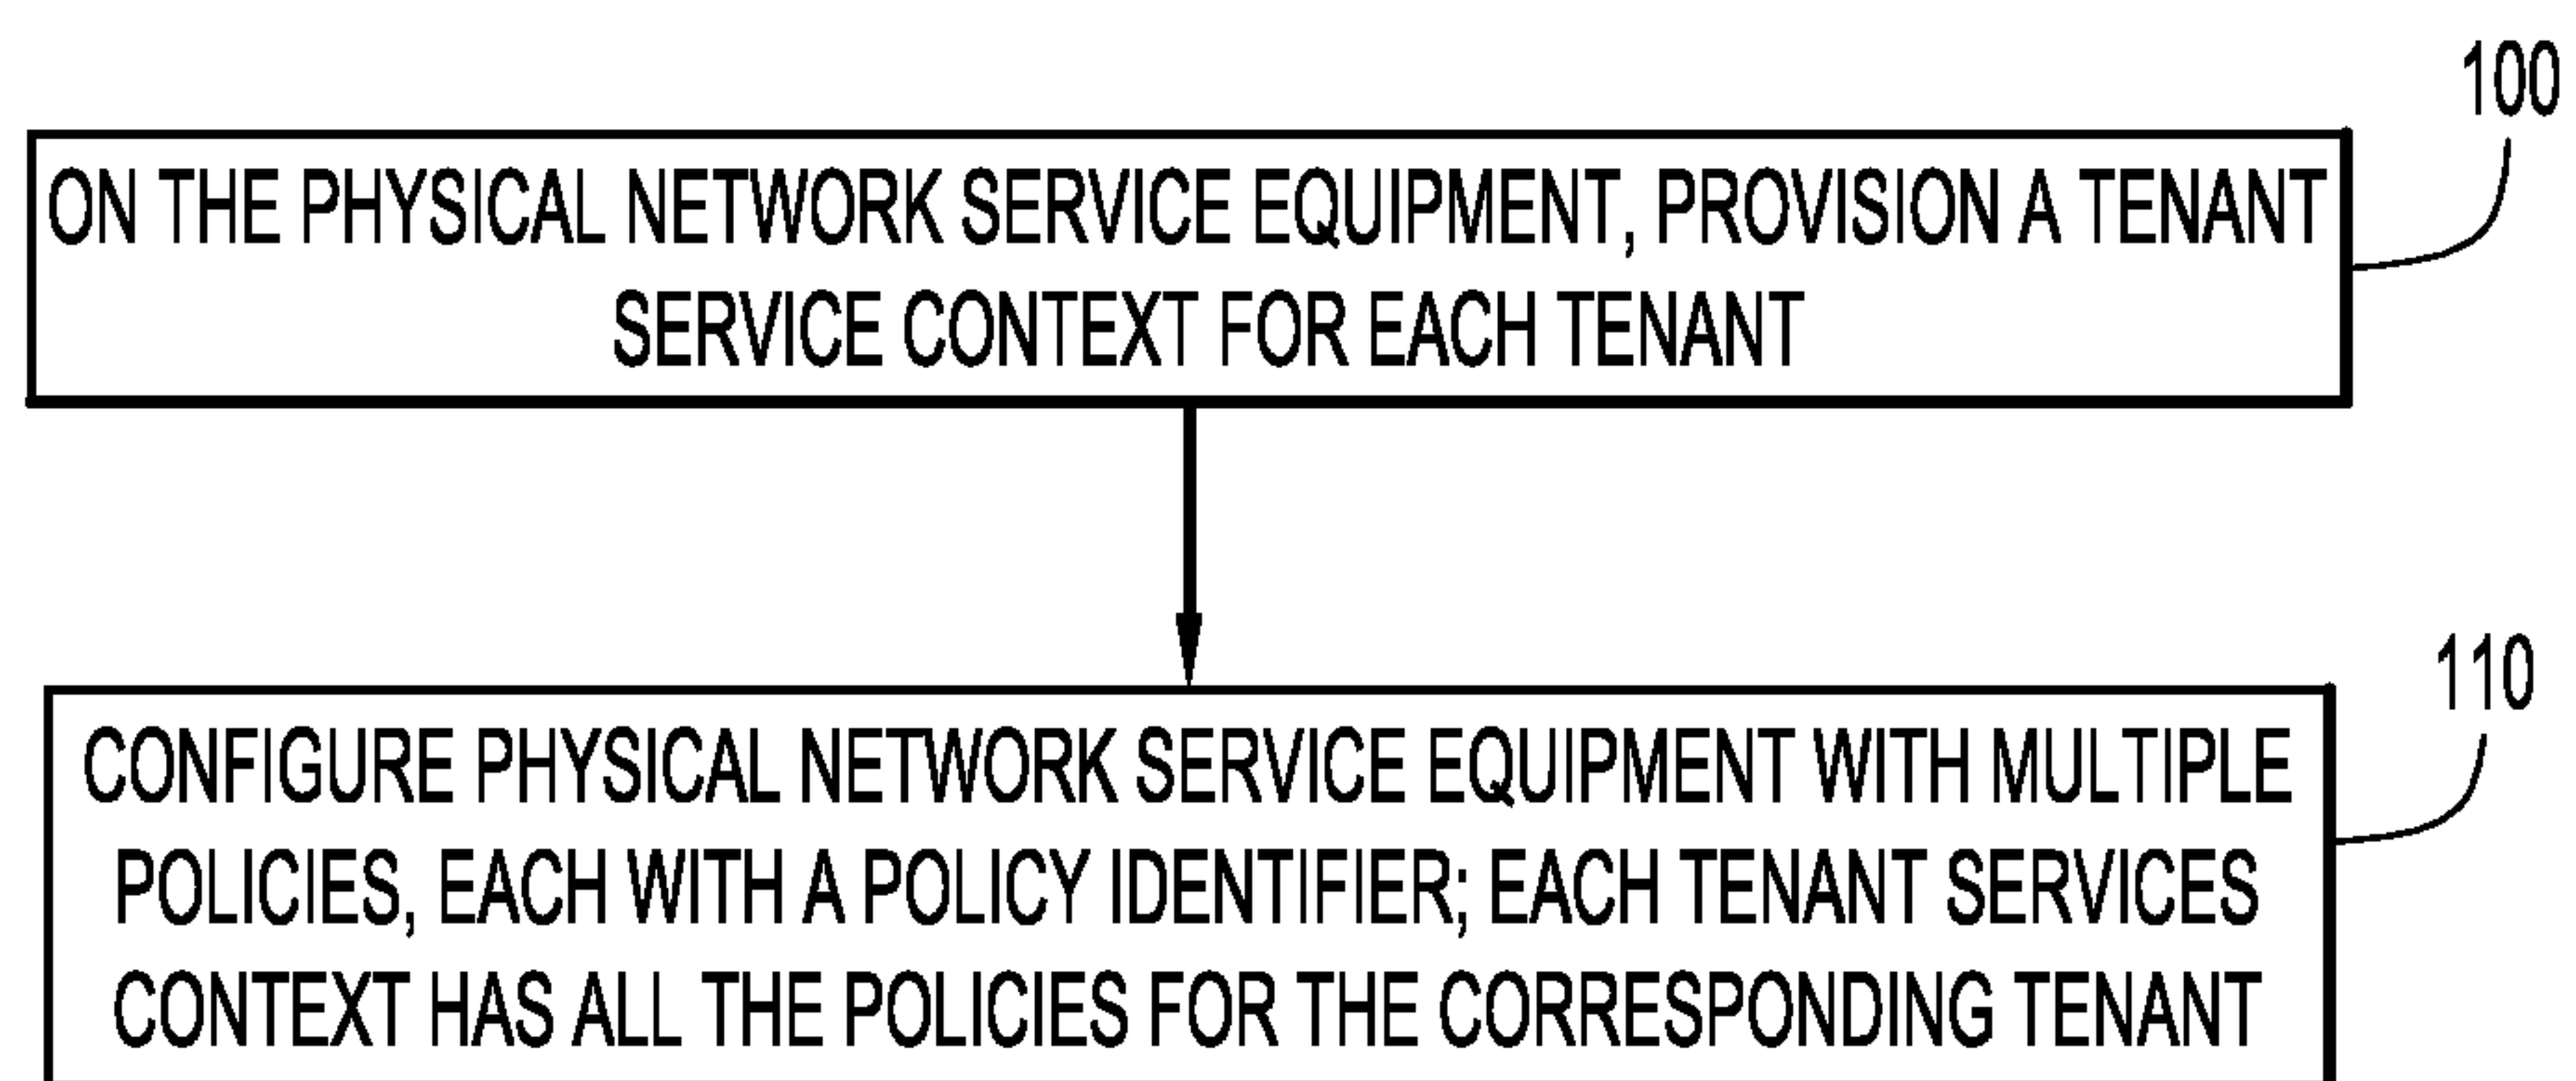 100
ON THE PHYSICAL NETWORK SERVICE EQUIPMENT, PROVISION A TENANT
SERVICE CONTEXT FOR EACH TENANT
110
CONFIGURE PHYSICAL NETWORK SERVICE EQUIPMENT WITH MULTIPLE
POLICIES, EACH WITH A POLICY IDENTIFIER; EACH TENANT SERVICES
CONTEXT HAS ALL THE POLICIES FOR THE CORRESPONDING TENANT